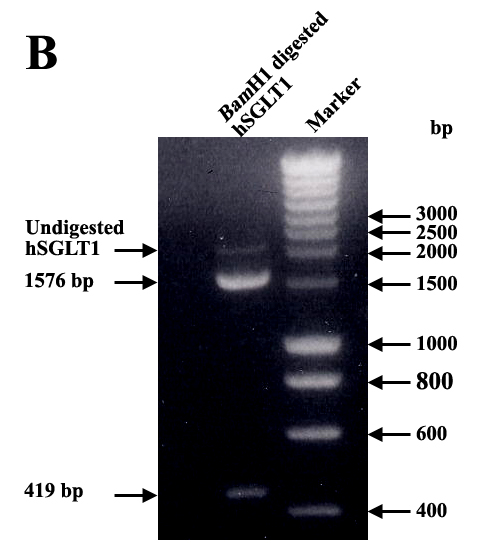 B
BamH1 digested
hSGLT1
Marker
bp
Undigested
hSGLT1
1576 bp
419 bp
3000
2500
2000
1500
1000
800
600
400